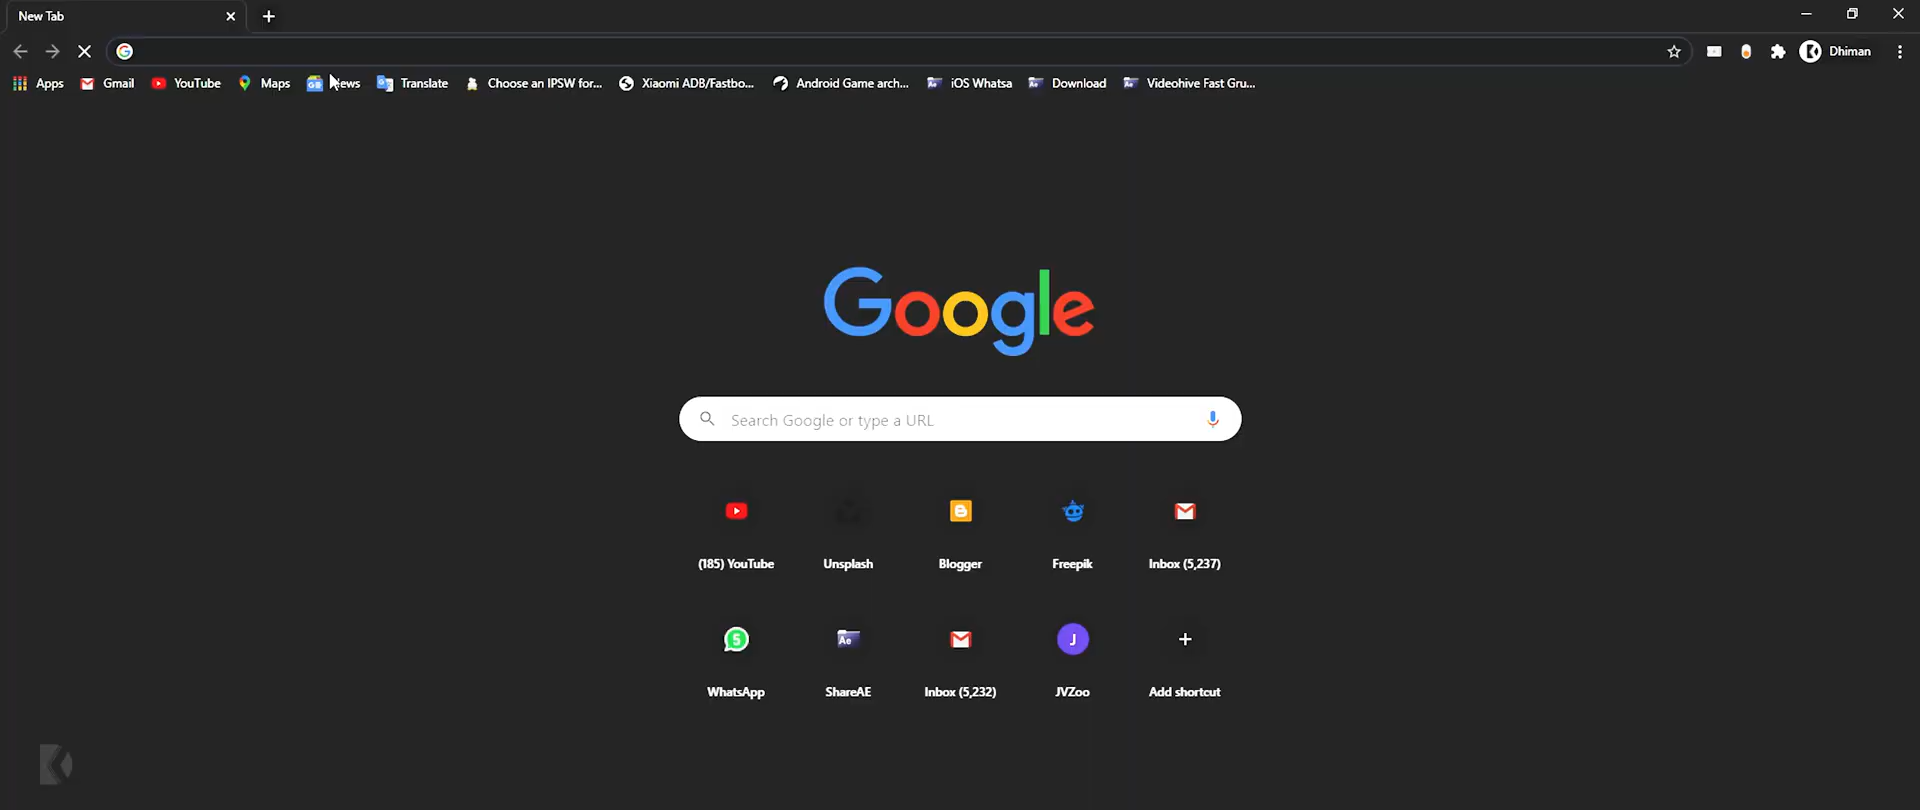 New Tab
Dhiman
Apps Gmail YouTube Maps News Translate Choose an IPSW for... Xiaomi ADB/Fastbo... Android Game arch... iOS Whatsa Download Videohive Fast Gru...
Google
Search Google or type a URL
(185) YouTube Unsplash Blogger Freepik Inbox (5,237)
5 Ae J
WhatsApp ShareAE Inbox (5,232) JVZoo Add shortcut